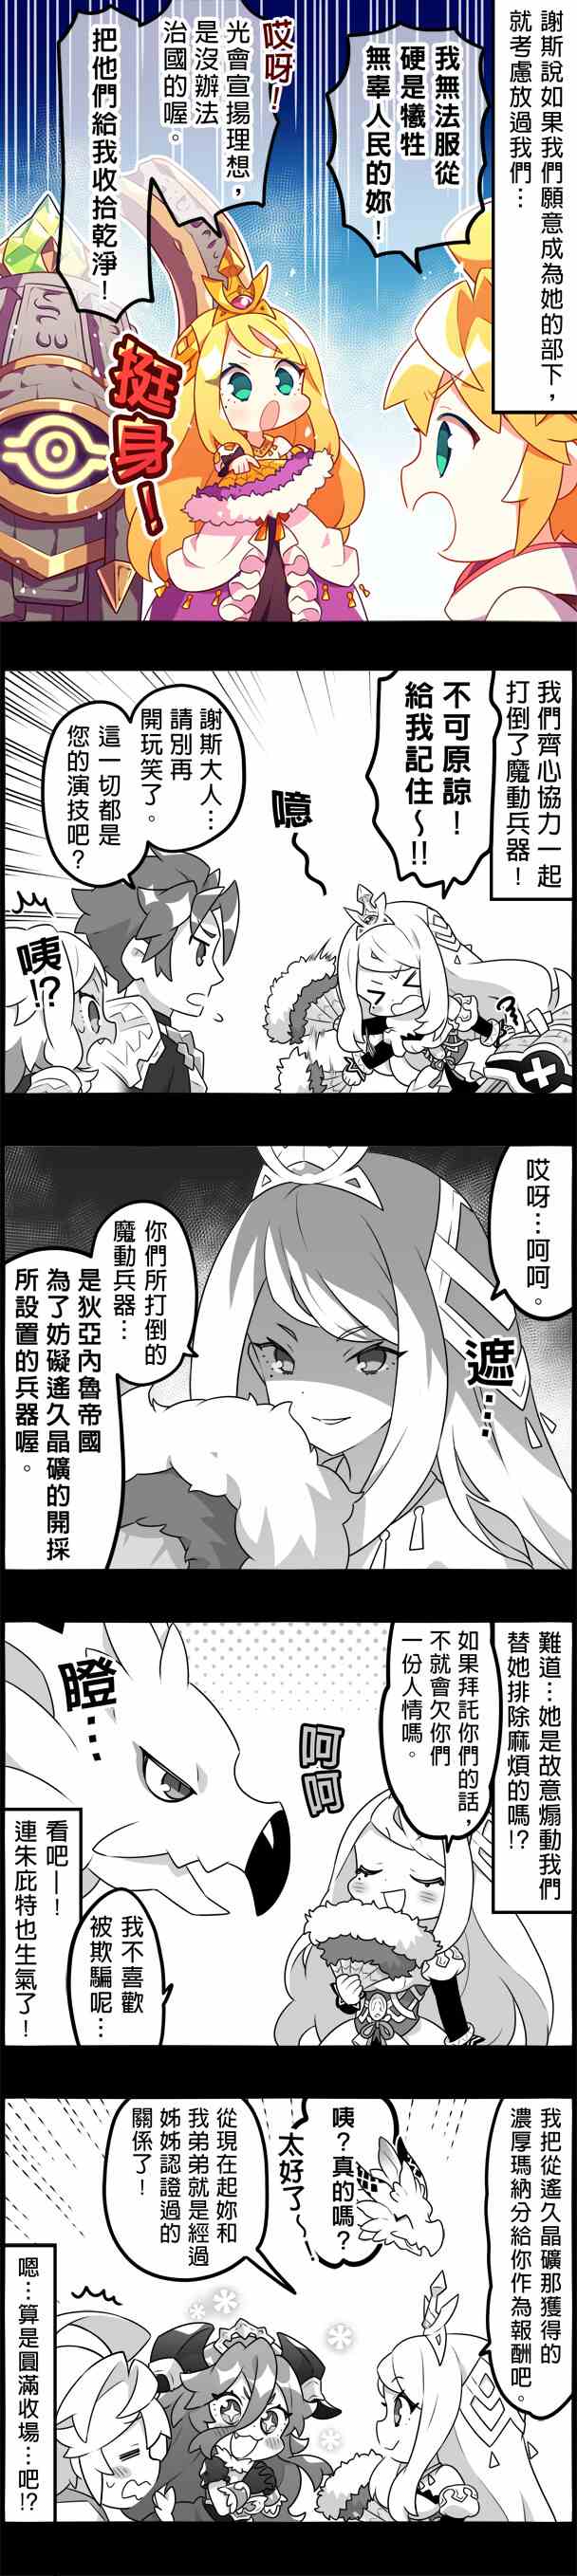 謝斯說如果我們願意成為她的部下，
就考慮放過我們…
我無法服從
硬是犧牲
無辜人民的妳！
哎呀！
光會宣揚理想，
是沒辦法
治國的喔。
把他們給我收拾乾淨！
挺身！
我們齊心協力一起
打倒了魔動兵器！
不可原諒！
給我記住～!!
噫～
謝斯大人…
請別再
開玩笑了。
這一切都是
您的演技吧？
咦!?
哎呀…呵呵。
遮…
你們所打倒的
魔動兵器…
是狄亞內魯帝國
為了妨礙遙久晶礦的開採
所設置的兵器喔。
難道…她是故意煽動我們
替她排除麻煩的嗎!?
如果拜託你們的話，
不就會欠你們
一份人情嗎。
呵呵
瞪…
我不喜歡
被欺騙呢…
看吧—！
連朱庇特也生氣了！
我把從遙久晶礦那獲得的
濃厚瑪納分給你作為報酬吧。
咦？真的嗎？
太好了～！
從現在起妳和
我弟弟就是經過
姊姊認證過的
關係了！
嗯…算是圓滿收場…吧!?